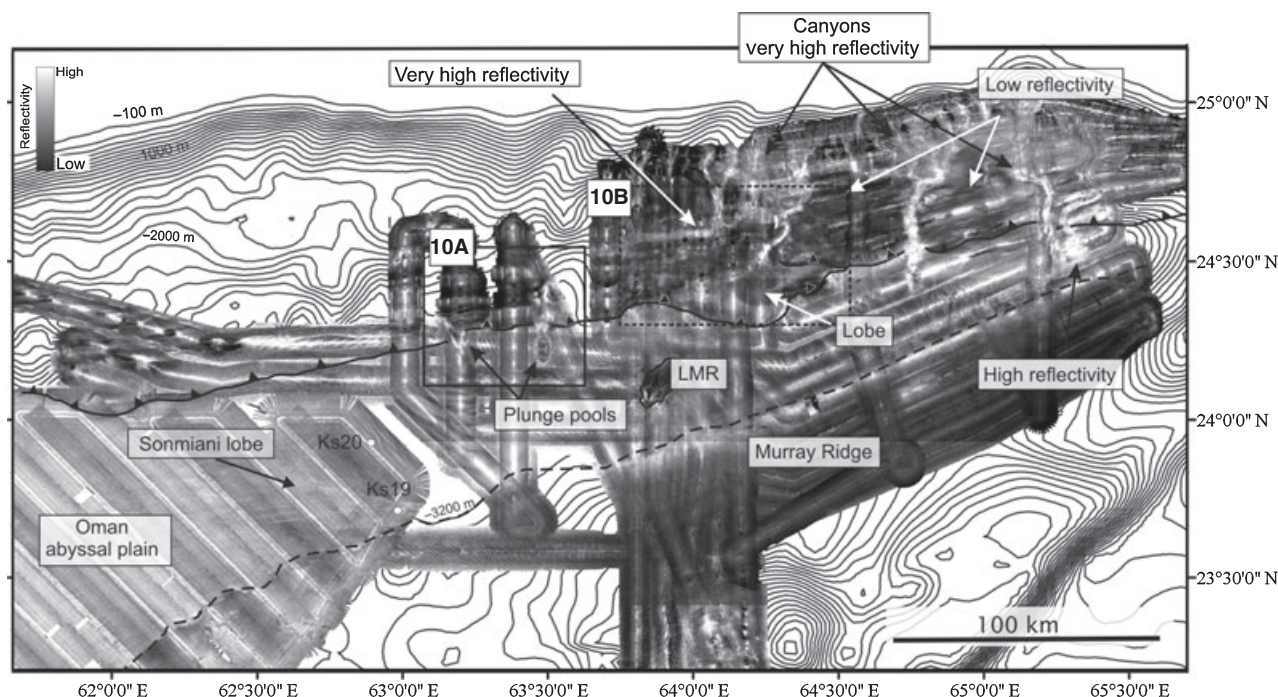 Canyons
very high reflectivity
Very high reflectivity
Low reflectivity
High
Reflectivity
Low
−100 m
1000 m
−2000 m
10B
10A
Lobe
LMR
High reflectivity
Plunge pools
Sonmiani lobe
Ks20
Murray Ridge
Ks19
−3200 m
Oman
abyssal plain
100 km
25°0'0" N
24°30'0" N
24°0'0" N
23°30'0" N
62°0'0" E
62°30'0" E
63°0'0" E
63°30'0" E
64°0'0" E
64°30'0" E
65°0'0" E
65°30'0" E